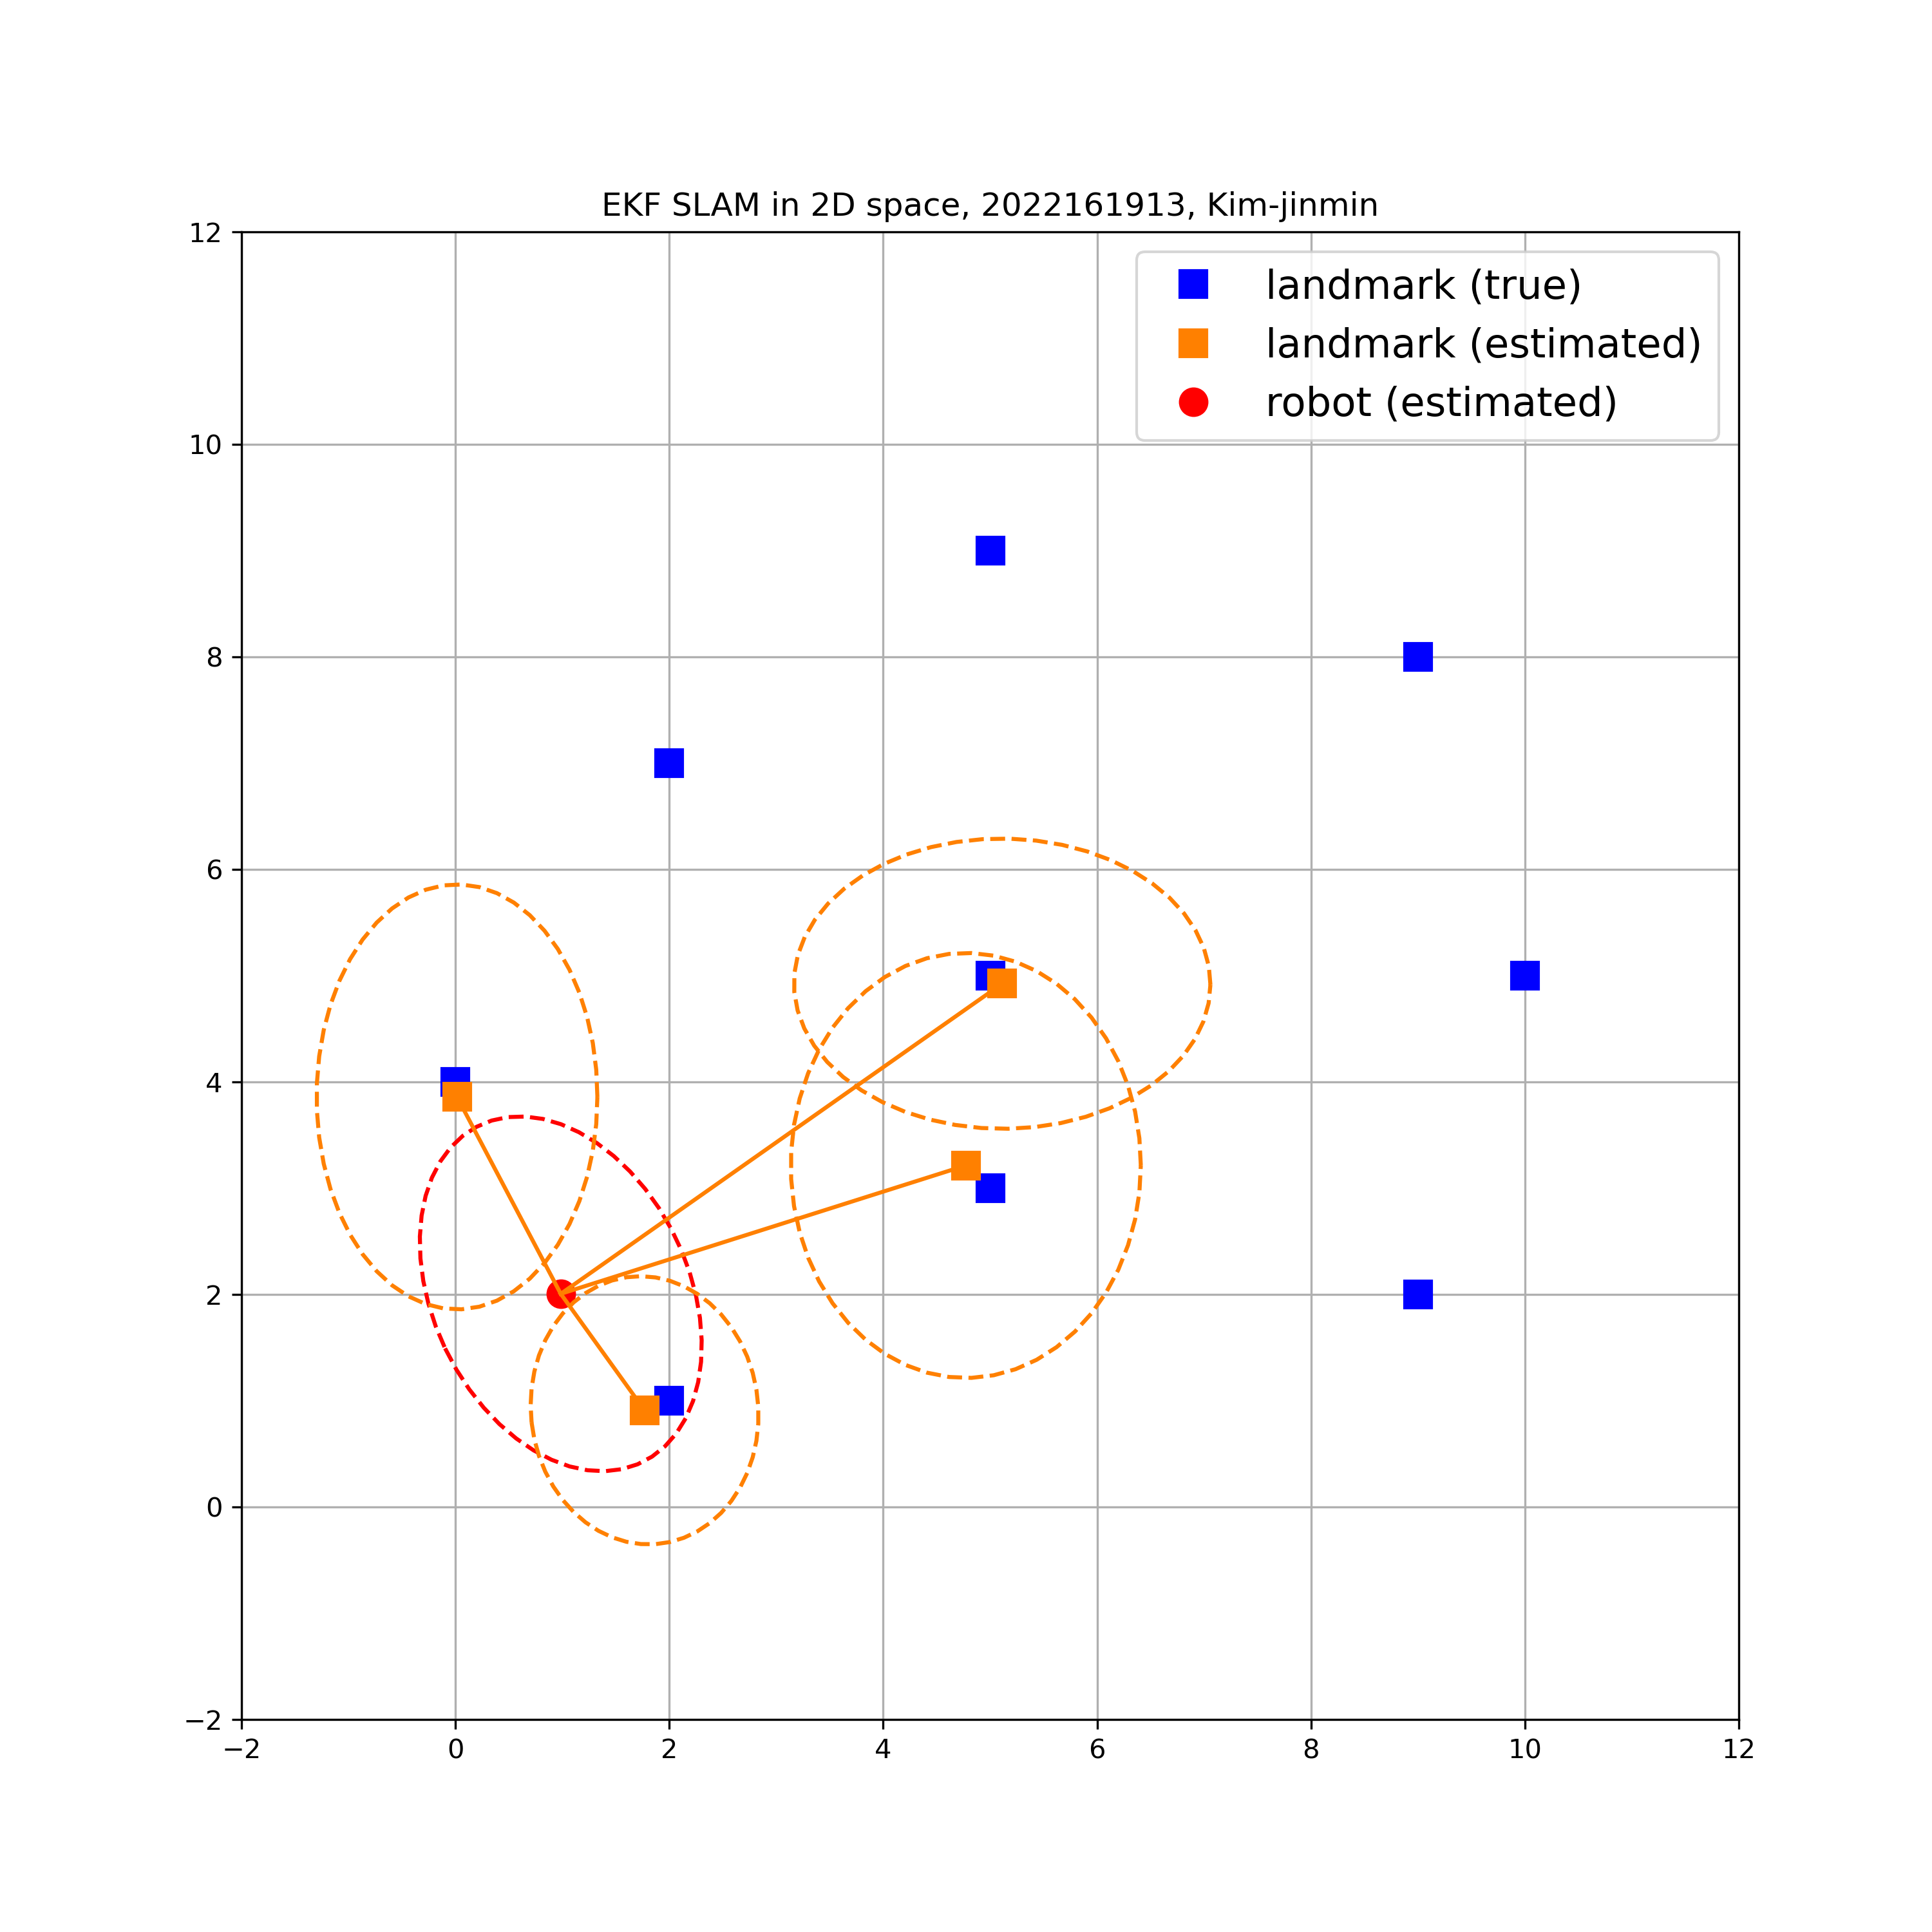 EKF SLAM in 2D space, 2022161913, Kim-jinmin
landmark (true)
landmark (estimated)
robot (estimated)
12
10
8
6
4
2
0
−2
−2 0 2 4 6 8 10 12